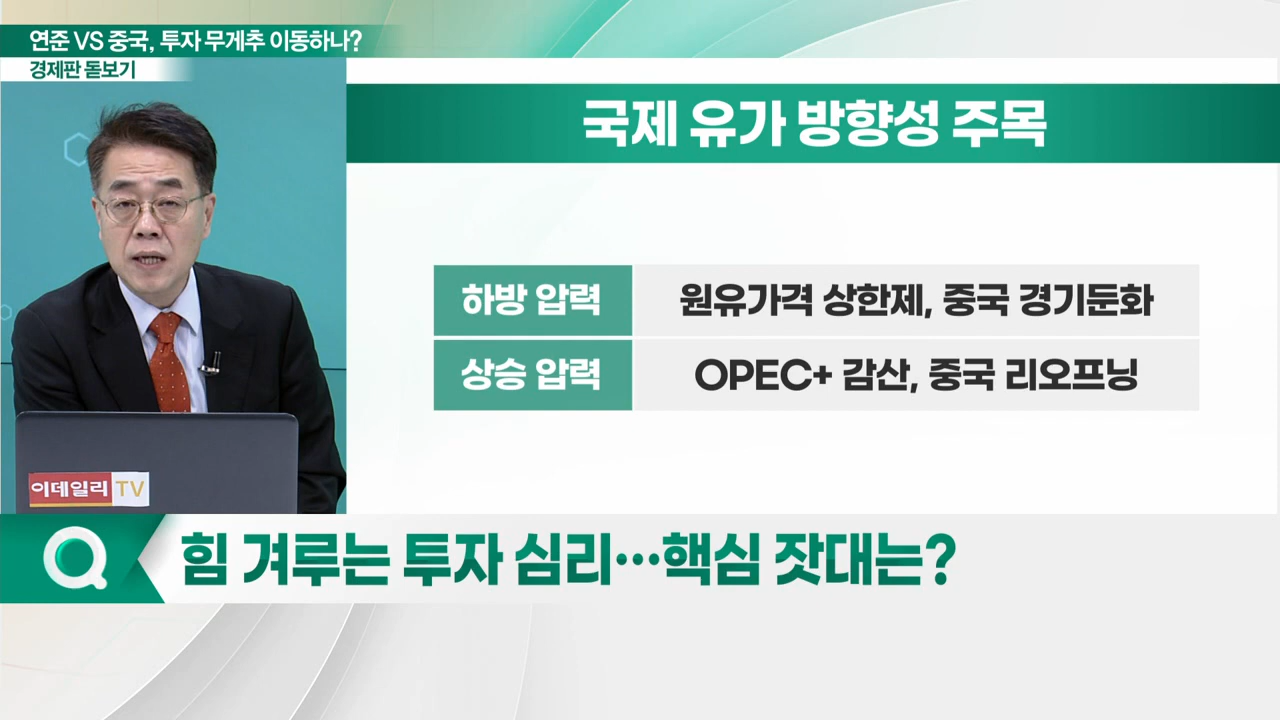 연준 VS 중국, 투자 무게추 이동하나?
경제판 돋보기
국제 유가 방향성 주목
하방 압력 원유가격 상한제, 중국 경기둔화
상승 압력 OPEC+ 감산, 중국 리오프닝
이데일리 TV
Q 힘 겨루는 투자 심리…핵심 잣대는?